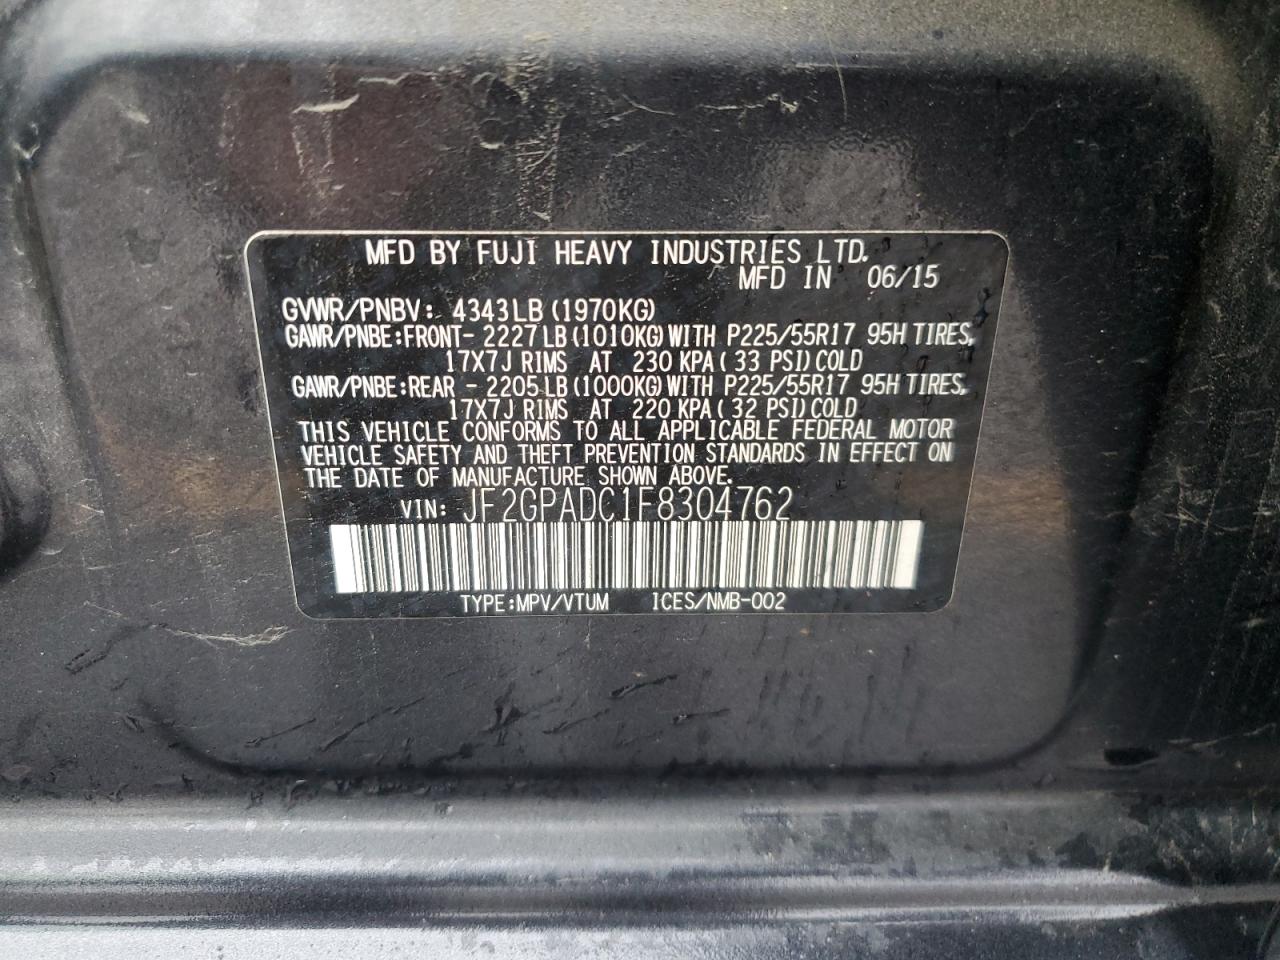 MFD BY FUJI HEAVY INDUSTRIES LTD.
MFD IN 06/15
GVWR/PNBV: 4343LB (1970KG)
GAWR/PNBE:FRONT- 2227LB(1010KG)WITH P225/55R17 95H TIRES,
17X7J RIMS AT 230 KPA( 33 PSI)COLD
GAWR/PNBE:REAR - 2205LB(1000KG)WITH P225/55R17 95H TIRES,
17X7J RIMS AT 220 KPA( 32 PSI)COLD
THIS VEHICLE CONFORMS TO ALL APPLICABLE FEDERAL MOTOR
VEHICLE SAFETY AND THEFT PREVENTION STANDARDS IN EFFECT ON
THE DATE OF MANUFACTURE SHOWN ABOVE.
VIN: JF2GPADC1F8304762
TYPE:MPV/VTUM ICES/NMB-002